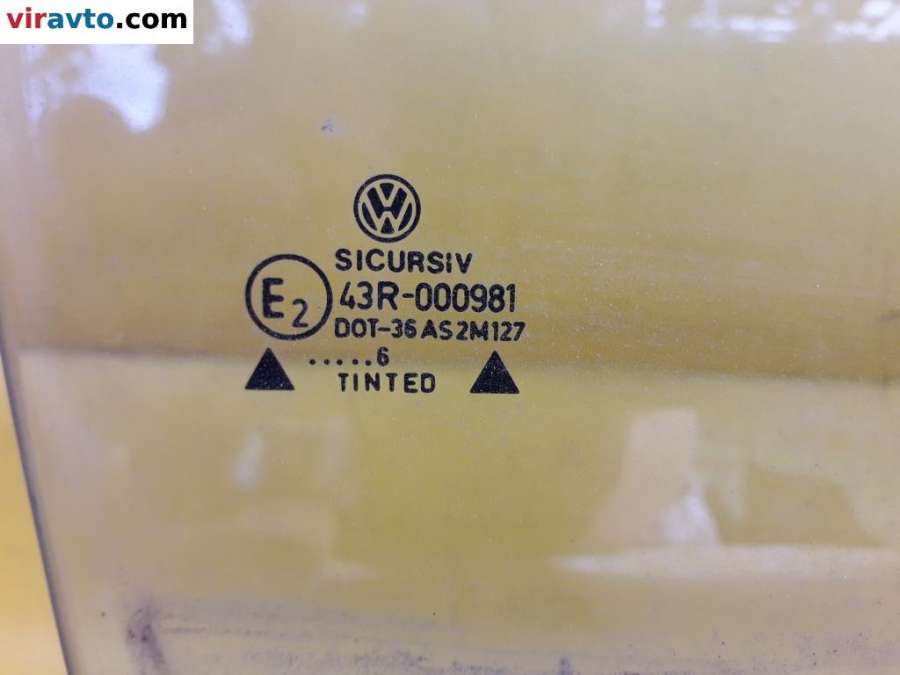 viravto.com
SICURSIV
E2
43R-000981
DOT-36 AS2M127
.....6
TINTED